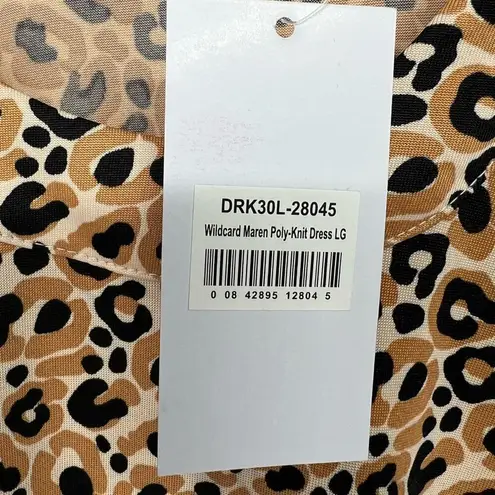 DRK30L-28045
Wildcard Maren Poly-Knit Dress LG
0 08 42895 12804 5